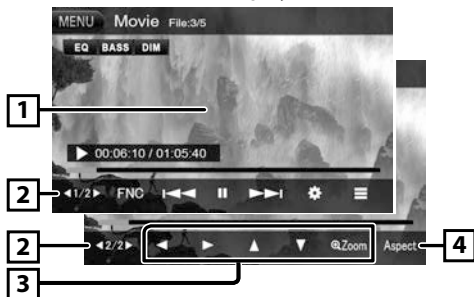 MENU Movie File:3/5
EQ BASS DIM
1
▶ 00:06:10 / 01:05:40
2 ◀1/2▶ FNC
2 ◀2/2▶ Zoom Aspect 4
3